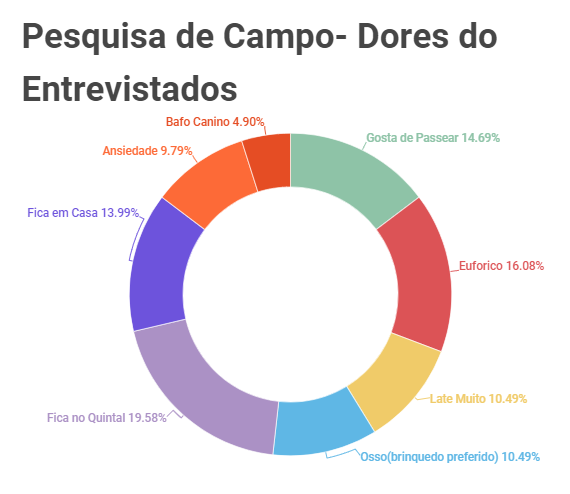 Pesquisa de Campo- Dores do
Entrevistados
Bafo Canino 4.90%
Gosta de Passear 14.69%
Ansiedade 9.79%
Fica em Casa 13.99%
Euforico 16.08%
Late Muito 10.49%
Fica no Quintal 19.58%
Osso(brinquedo preferido) 10.49%